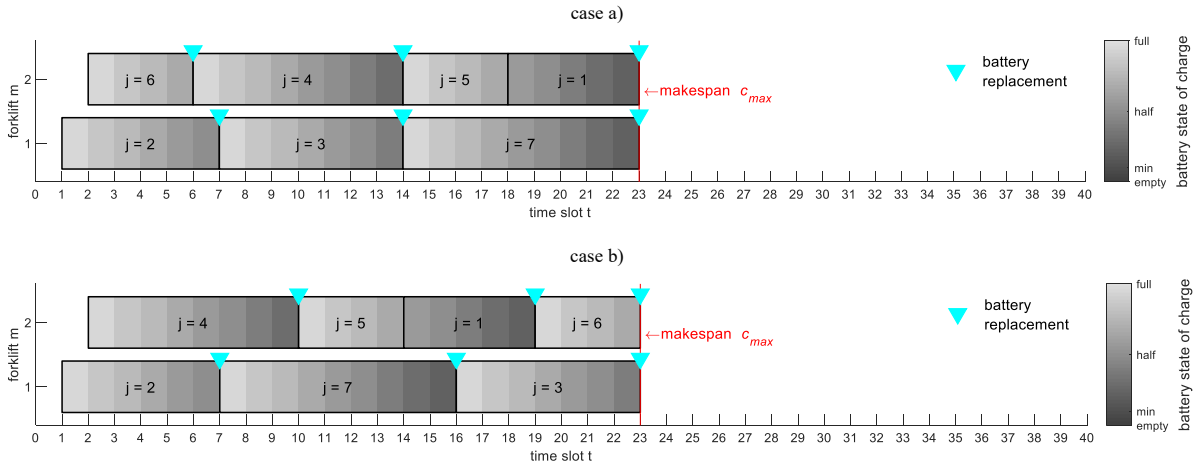 case a)
forklift m
2
1
j = 6
j = 4
j = 5
j = 1
j = 2
j = 3
j = 7
←makespan c_max
battery
replacement
0 1 2 3 4 5 6 7 8 9 10 11 12 13 14 15 16 17 18 19 20 21 22 23 24 25 26 27 28 29 30 31 32 33 34 35 36 37 38 39 40
time slot t
full
half
min
empty
battery state of charge
case b)
forklift m
2
1
j = 4
j = 5
j = 1
j = 6
j = 2
j = 7
j = 3
←makespan c_max
battery
replacement
0 1 2 3 4 5 6 7 8 9 10 11 12 13 14 15 16 17 18 19 20 21 22 23 24 25 26 27 28 29 30 31 32 33 34 35 36 37 38 39 40
time slot t
full
half
min
empty
battery state of charge